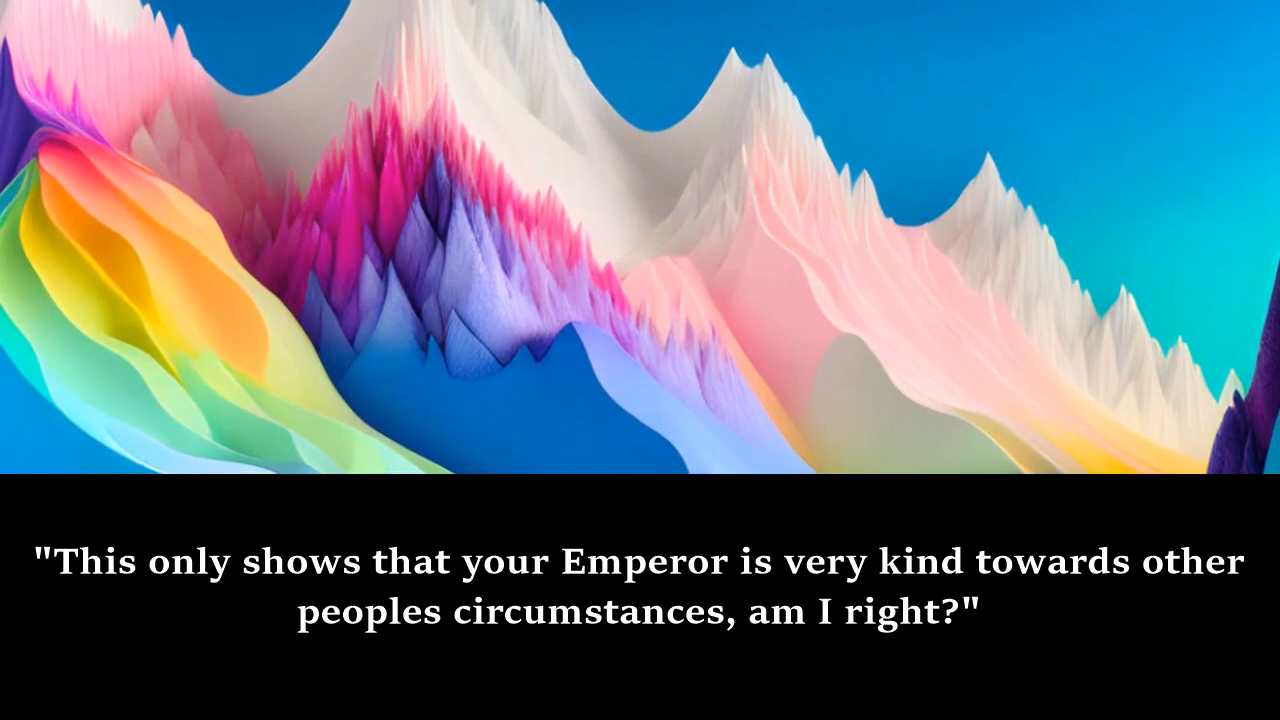 "This only shows that your Emperor is very kind towards other
peoples circumstances, am I right?"